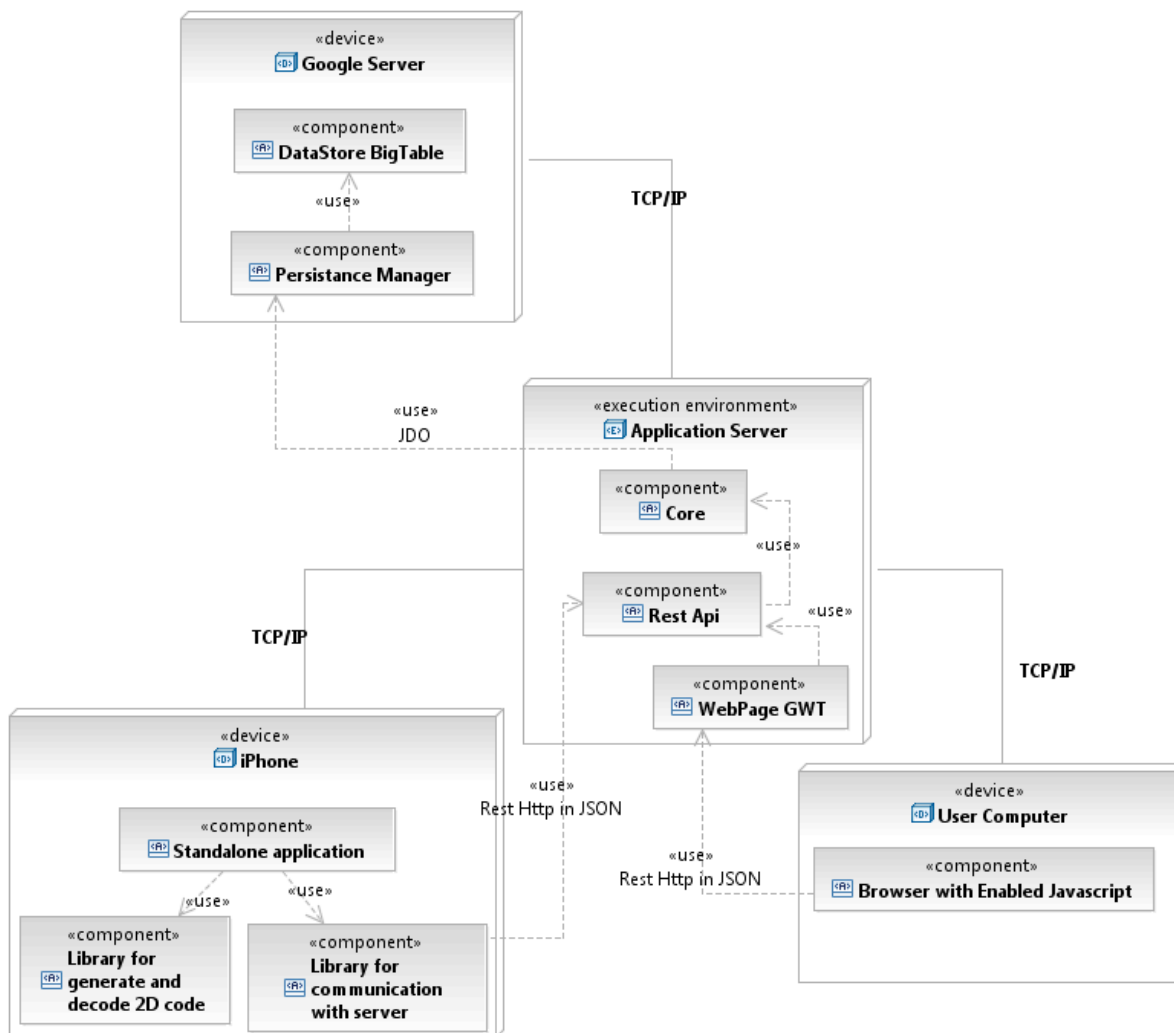 «device»
Google Server
«component»
DataStore BigTable
«use»
«component»
Persistance Manager
TCP/IP
«use»
JDO
«execution environment»
Application Server
«component»
Core
«use»
«component»
Rest Api
«use»
«component»
WebPage GWT
TCP/IP
TCP/IP
«device»
iPhone
«component»
Standalone application
«use»
«use»
«component»
Library for
generate and
decode 2D code
«component»
Library for
communication
with server
«use»
Rest Http in JSON
«use»
Rest Http in JSON
«device»
User Computer
«component»
Browser with Enabled Javascript